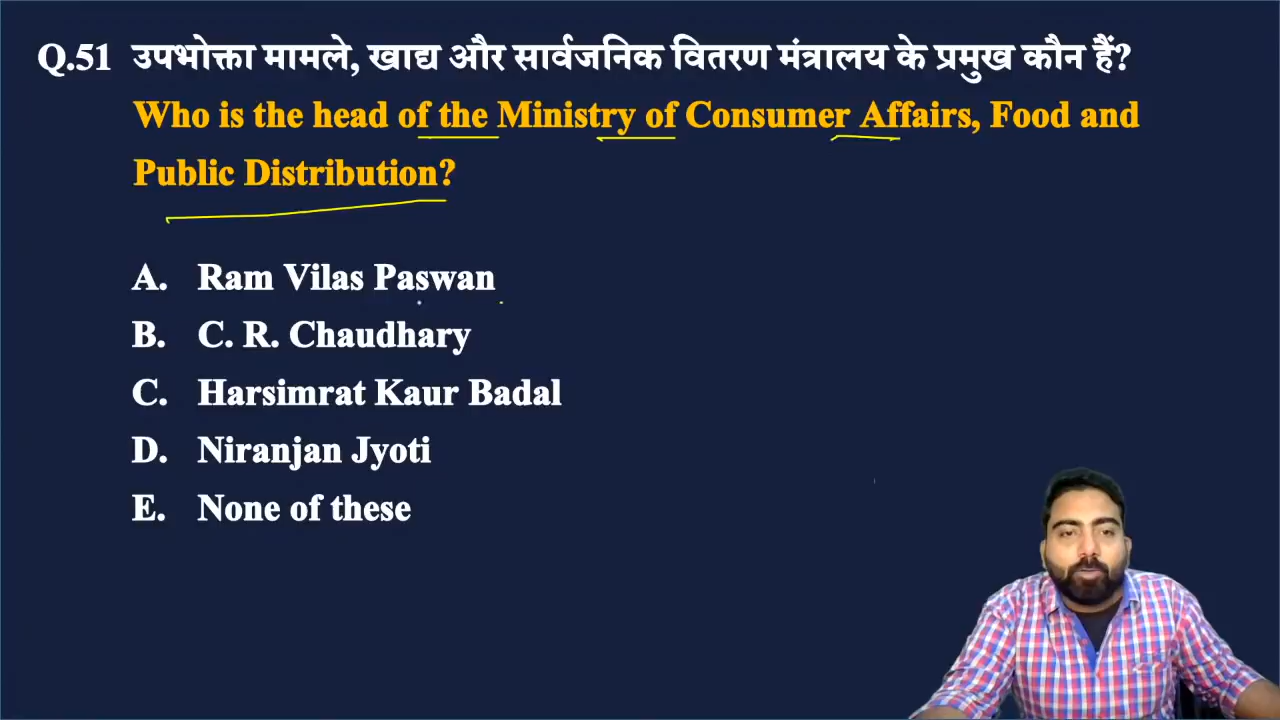 Q.51 उपभोक्ता मामले, खाद्य और सार्वजनिक वितरण मंत्रालय के प्रमुख कौन हैं?
Who is the head of the Ministry of Consumer Affairs, Food and
Public Distribution?
A. Ram Vilas Paswan
B. C. R. Chaudhary
C. Harsimrat Kaur Badal
D. Niranjan Jyoti
E. None of these